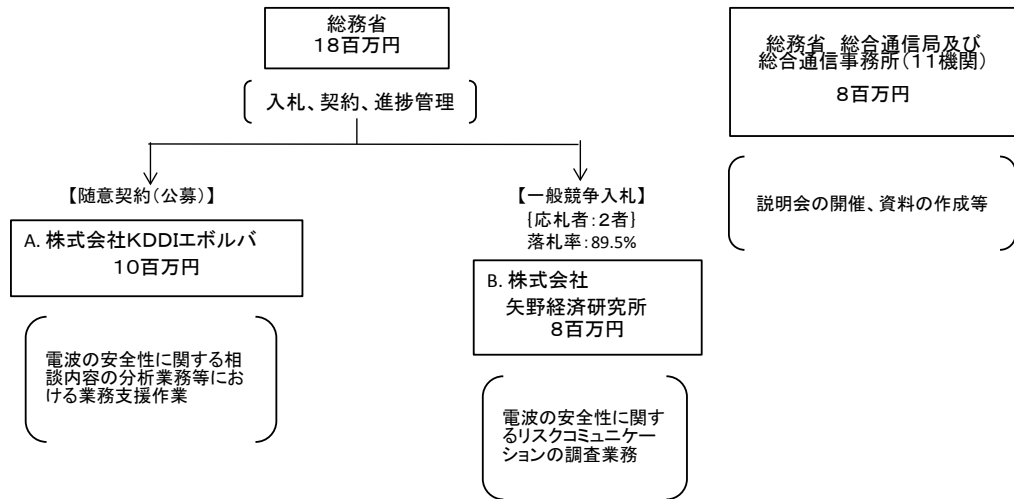 総務省
18百万円
入札、契約、進捗管理
総務省　総合通信局及び
総合通信事務所(11機関)
8百万円
説明会の開催、資料の作成等
【随意契約(公募)】
A. 株式会社KDDIエボルバ
10百万円
電波の安全性に関する相
談内容の分析業務等にお
ける業務支援作業
【一般競争入札】
{応札者:2者}
落札率:89.5%
B. 株式会社
矢野経済研究所
8百万円
電波の安全性に関す
るリスクコミュニケー
ションの調査業務